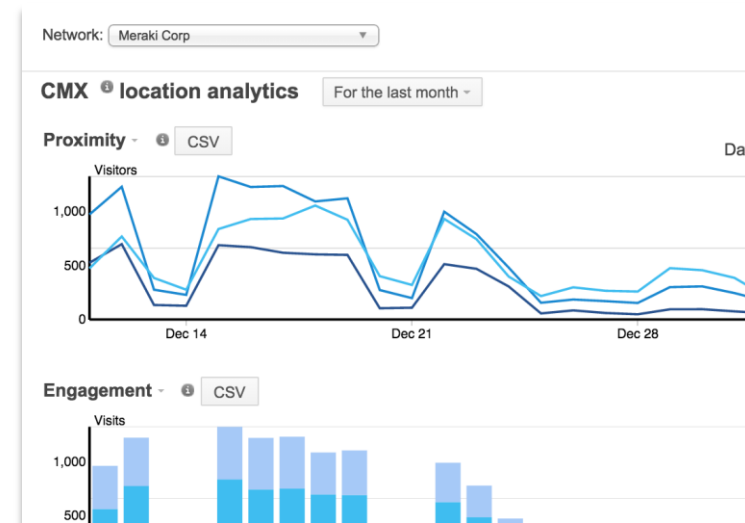 Network: Meraki Corp
CMX location analytics For the last month
Proximity CSV
Da
Visitors
1,000
500
0
Dec 14 Dec 21 Dec 28
Engagement CSV
Visits
1,000
500